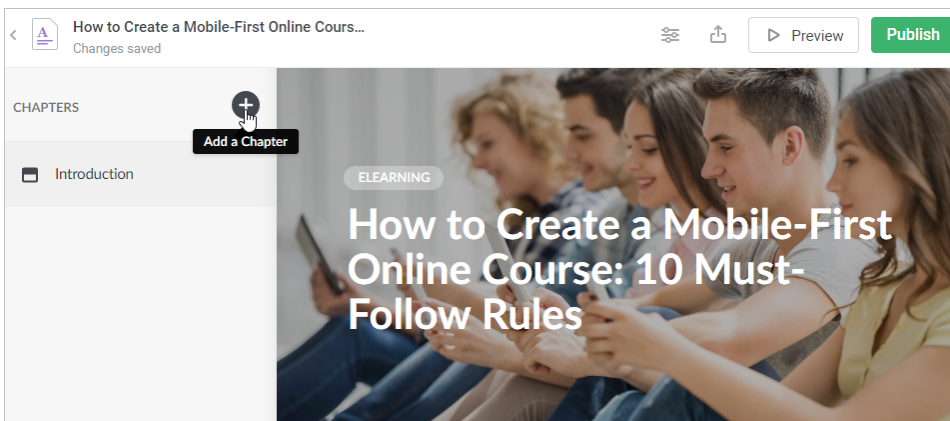 How to Create a Mobile-First Online Cours...
Changes saved
Preview
Publish
CHAPTERS
Add a Chapter
Introduction
ELEARNING
How to Create a Mobile-First
Online Course: 10 Must-
Follow Rules